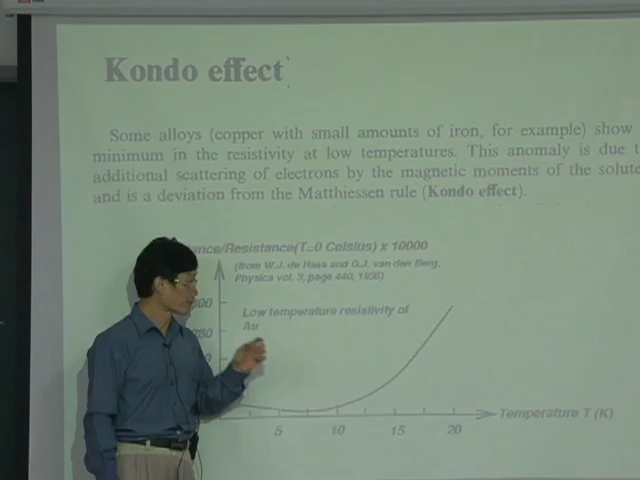 Kondo effect
Some alloys (copper with small amounts of iron, for example) show
minimum in the resistivity at low temperatures. This anomaly is due
additional scattering of electrons by the magnetic moments of the solute
and is a deviation from the Matthiessen rule (Kondo effect).
ance/Resistance(T=0 Celsius) x 10000
(from W.J. de Haas and G.J. van den Berg,
Physica vol. 3, page 440, 1936)
Low temperature resistivity of
Au
Temperature T (K)
5 10 15 20